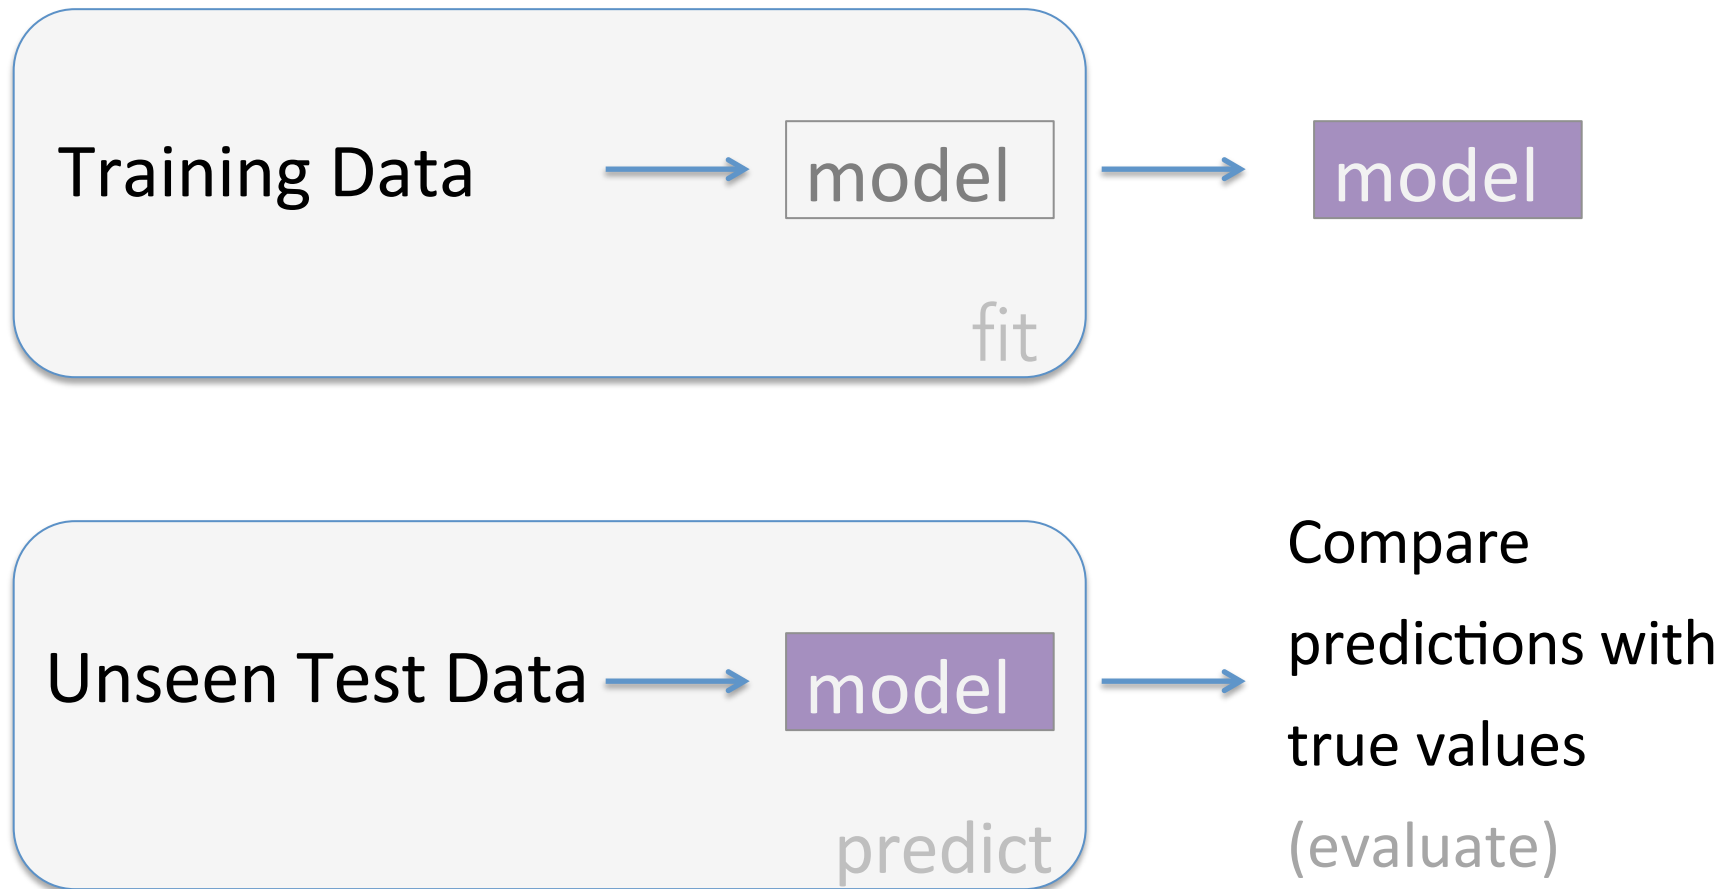 Training Data
model
model
fit
Unseen Test Data
model
Compare
predictions with
true values
(evaluate)
predict